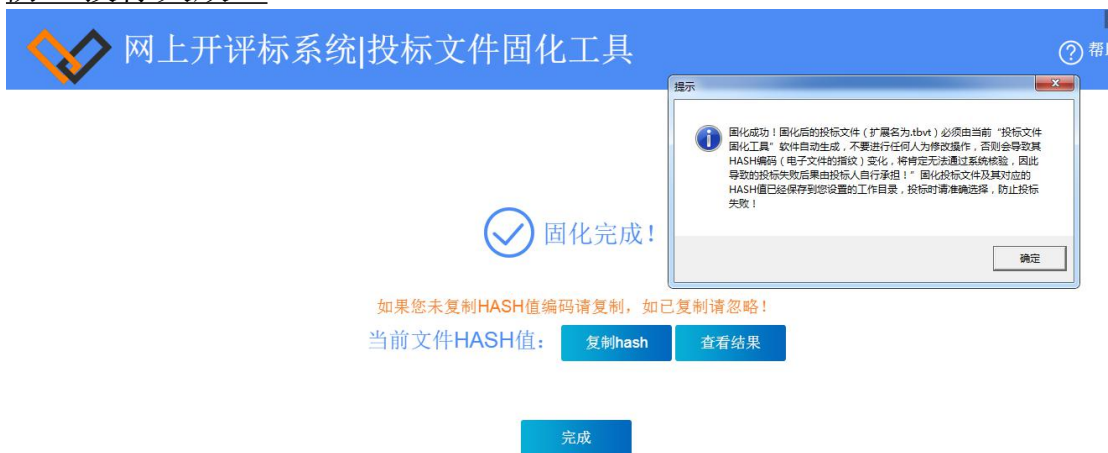 网上开评标系统|投标文件固化工具
帮
提示
固化成功！固化后的投标文件（扩展名为.tbvt）必须由当前“投标文件
固化工具”软件自动生成，不要进行任何人为修改操作，否则会导致其
HASH编码（电子文件的指纹）变化，将肯定无法通过系统核验，因此
导致的投标失败后果由投标人自行承担！”固化投标文件及其对应的
HASH值已经保存到您设置的工作目录，投标时请准确选择，防止投标
失败！
确定
固化完成！
如果您未复制HASH值编码请复制，如已复制请忽略！
当前文件HASH值： 复制hash 查看结果
完成